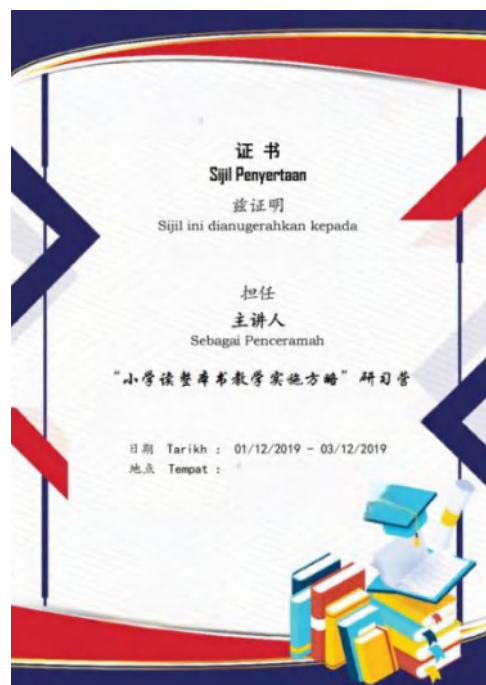 证 书
Sijil Penyertaan
兹证明
Sijil ini dianugerahkan kepada
担任
主讲人
Sebagai Penceramah
“小学读整本书教学实施方略”研习营
日期 Tarikh : 01/12/2019 - 03/12/2019
地点 Tempat :